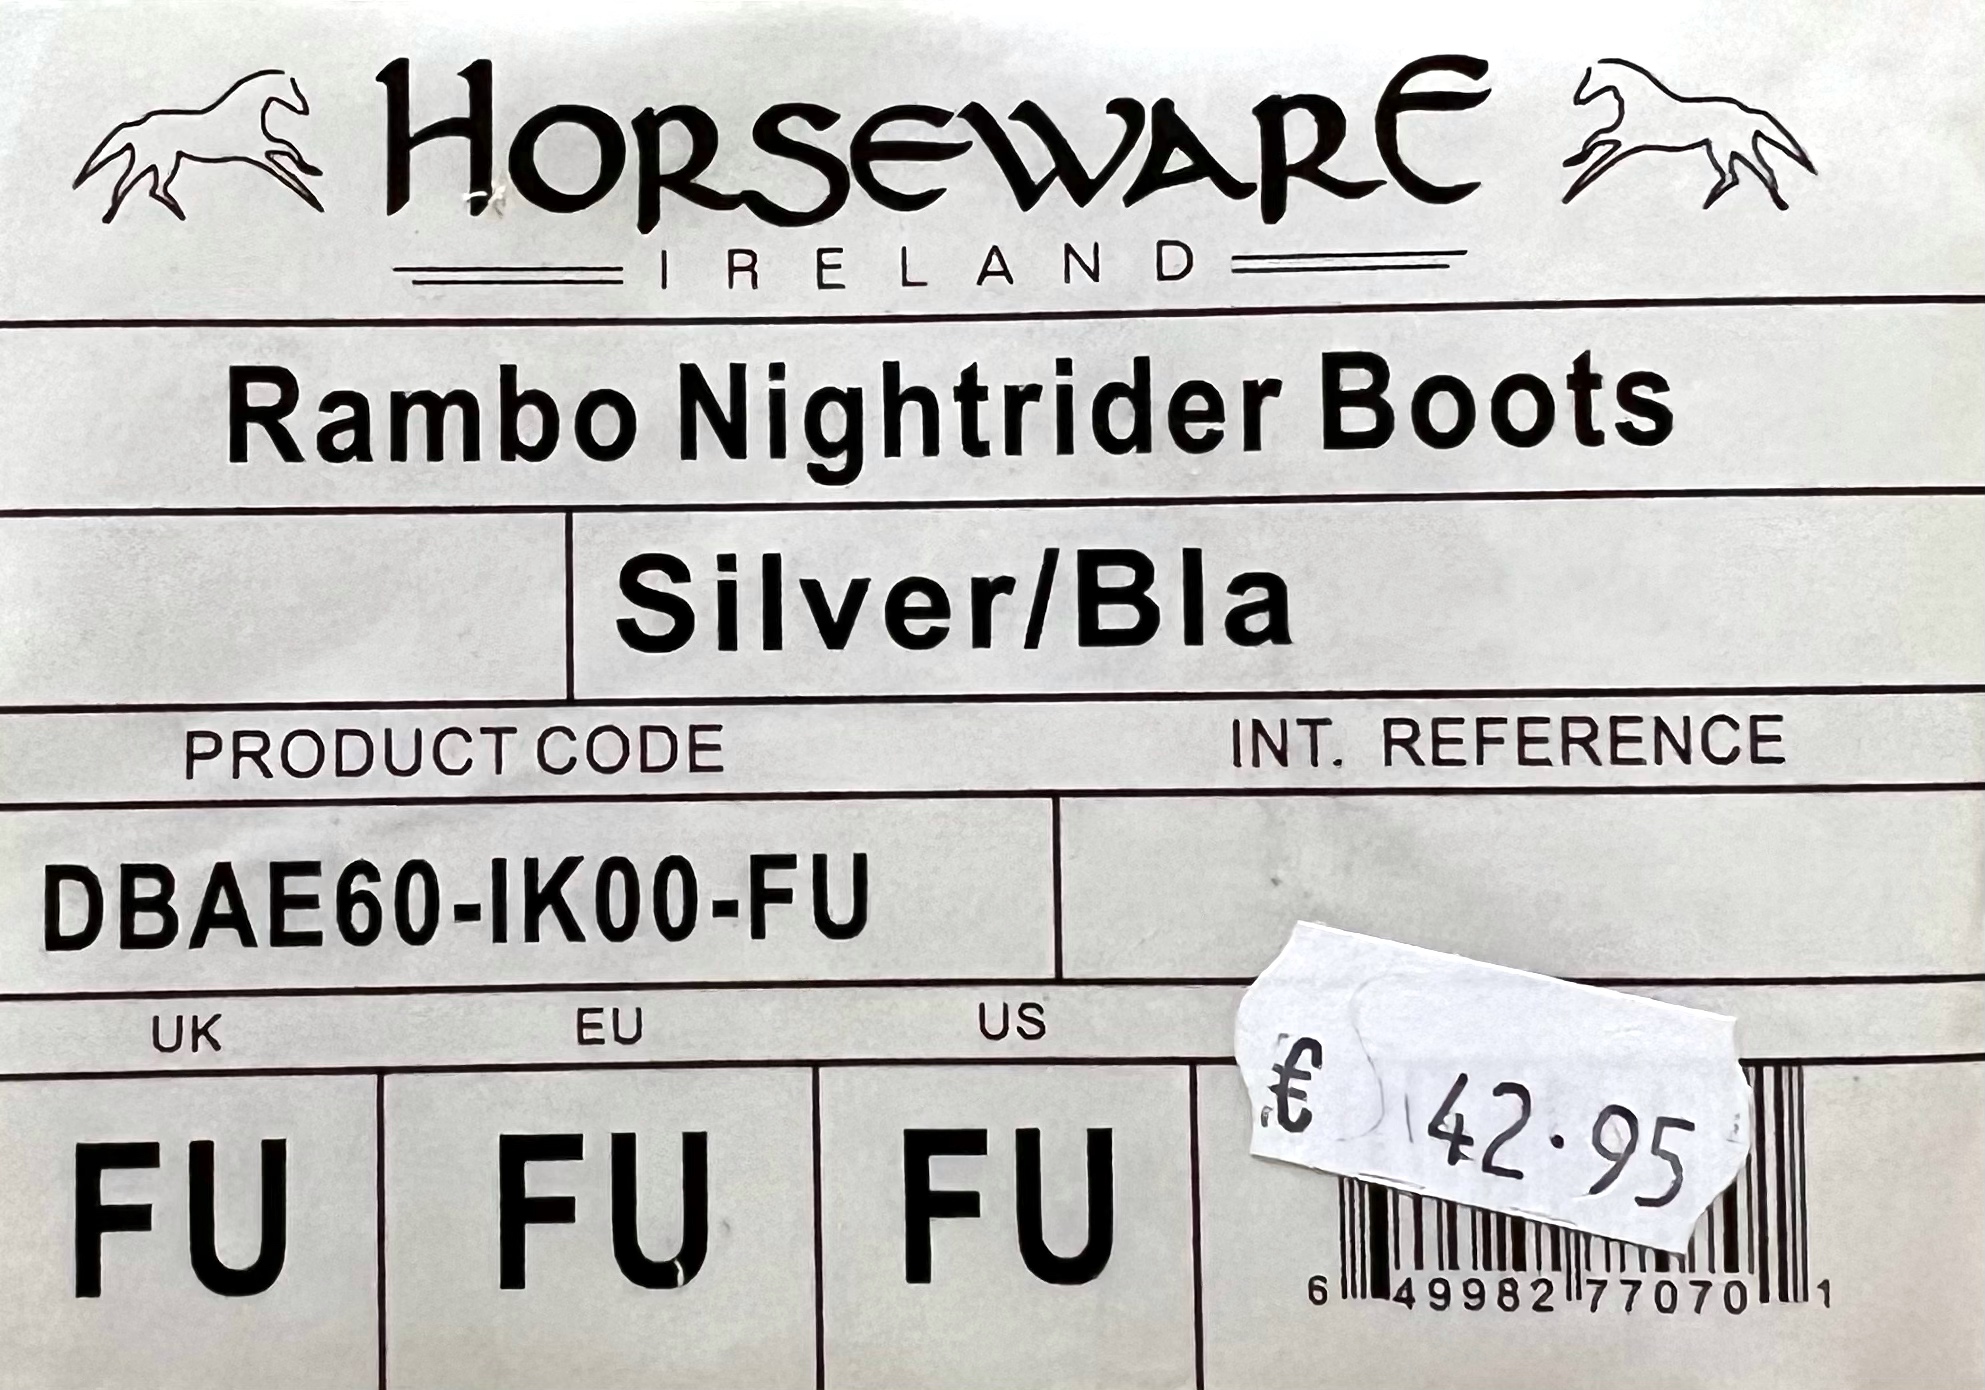 HORSEWARE
IRELAND
Rambo Nightrider Boots
Silver/Bla
PRODUCT CODE INT. REFERENCE
DBAE60-IK00-FU
UK EU US
€ 42.95
FU FU FU
6 49982 77070 1